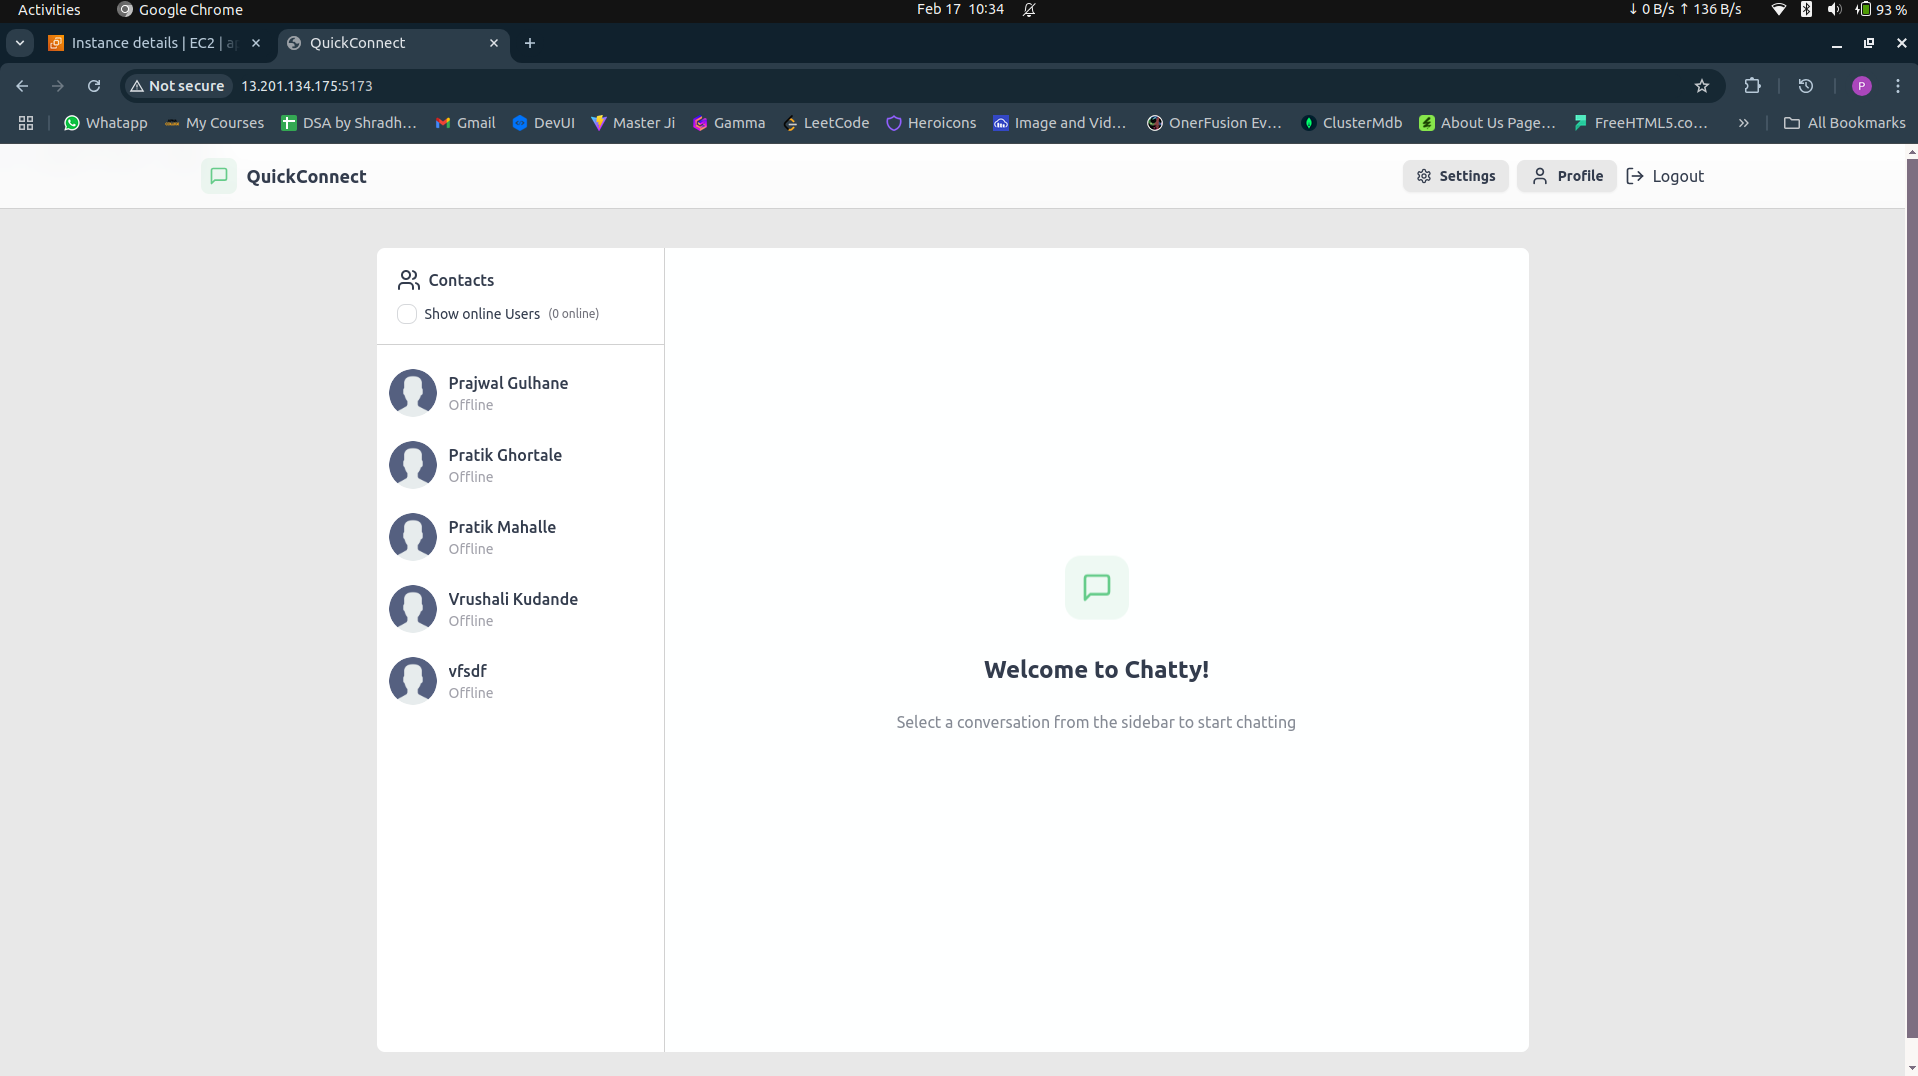 Activities Google Chrome Feb 17 10:34 ↓ 0 B/s ↑ 136 B/s 93 %
Instance details | EC2 | ap QuickConnect
Not secure 13.201.134.175:5173
Whatapp My Courses DSA by Shradh... Gmail DevUI Master Ji Gamma LeetCode Heroicons Image and Vid... OnerFusion Ev... ClusterMdb About Us Page... FreeHTML5.co... » All Bookmarks
QuickConnect Settings Profile Logout
Contacts
Show online Users (0 online)
Prajwal Gulhane
Offline
Pratik Ghortale
Offline
Pratik Mahalle
Offline
Vrushali Kudande
Offline
vfsdf
Offline
Welcome to Chatty!
Select a conversation from the sidebar to start chatting